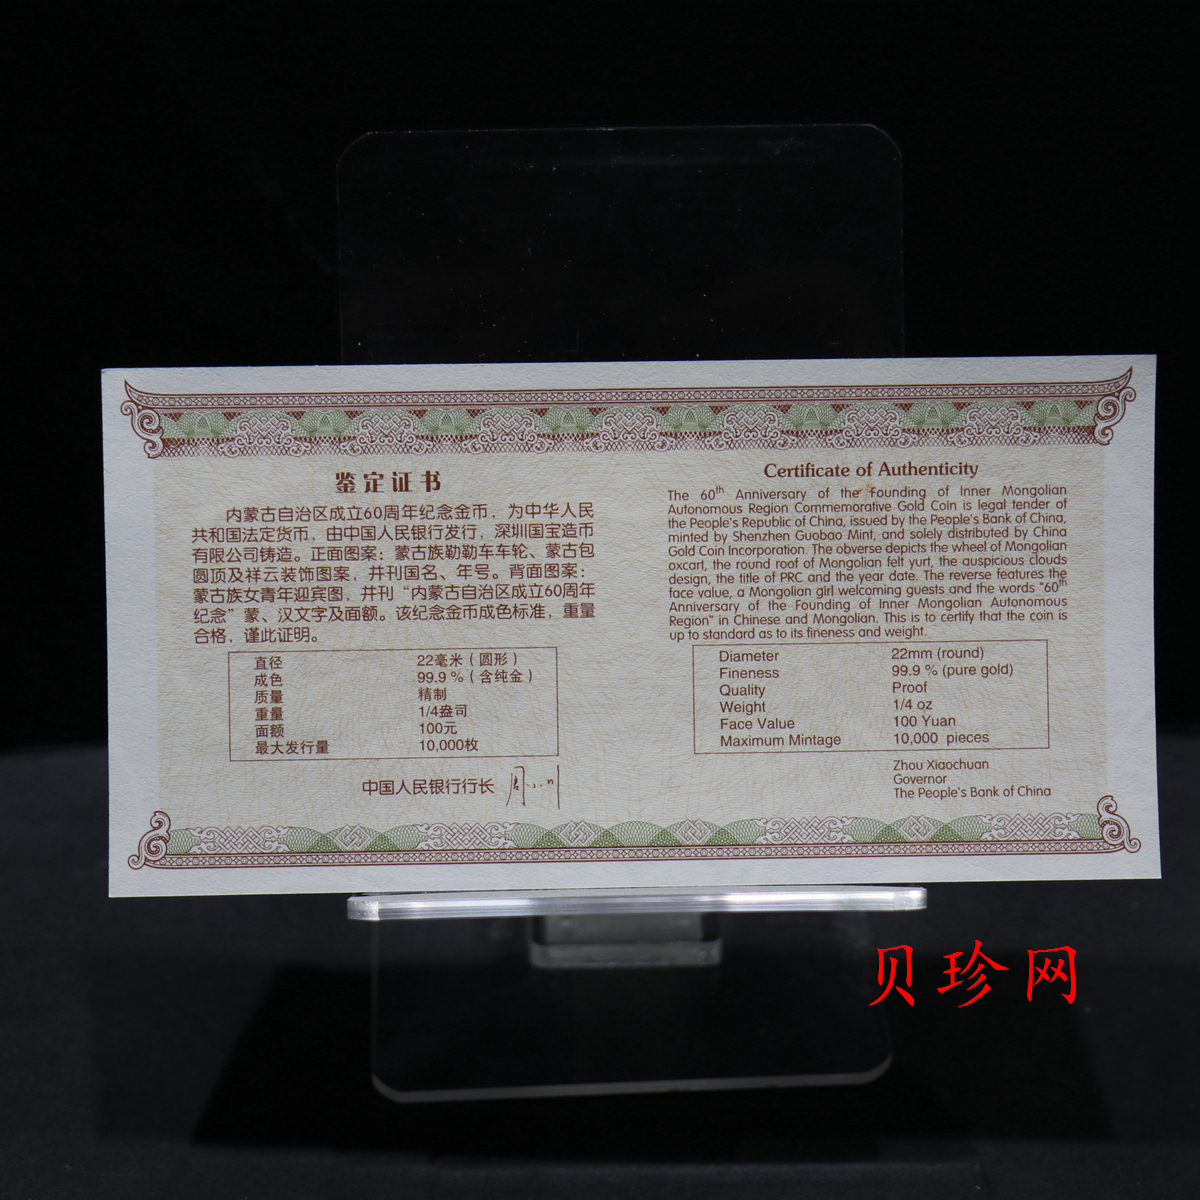 鉴定证书
内蒙古自治区成立60周年纪念金币，为中华人民
共和国法定货币，由中国人民银行发行，深圳国宝造币
有限公司铸造。正面图案：蒙古族勒勒车车轮、蒙古包
圆顶及祥云装饰图案，并刊国名、年号。背面图案：
蒙古族女青年迎宾图，并刊“内蒙古自治区成立60周年
纪念”蒙、汉文字及面额。该纪念金币成色标准，重量
合格，谨此证明。
直径 22毫米（圆形）
成色 99.9%（含纯金）
质量 精制
重量 1/4盎司
面额 100元
最大发行量 10,000枚
中国人民银行行长
Certificate of Authenticity
The 60th Anniversary of the Founding of Inner Mongolian
Autonomous Region Commemorative Gold Coin is legal tender of
the People's Republic of China, issued by the People's Bank of China,
minted by Shenzhen Guobao Mint, and solely distributed by China
Gold Coin Incorporation. The obverse depicts the wheel of Mongolian
oxcart, the round roof of Mongolian felt yurt, the auspicious clouds
design, the title of PRC and the year date. The reverse features the
face value, a Mongolian girl welcoming guests and the words "60th
Anniversary of the Founding of Inner Mongolian Autonomous
Region" in Chinese and Mongolian. This is to certify that the coin is
up to standard as to its fineness and weight.
Diameter 22mm (round)
Fineness 99.9 % (pure gold)
Quality Proof
Weight 1/4 oz
Face Value 100 Yuan
Maximum Mintage 10,000 pieces
Zhou Xiaochuan
Governor
The People's Bank of China
贝珍网